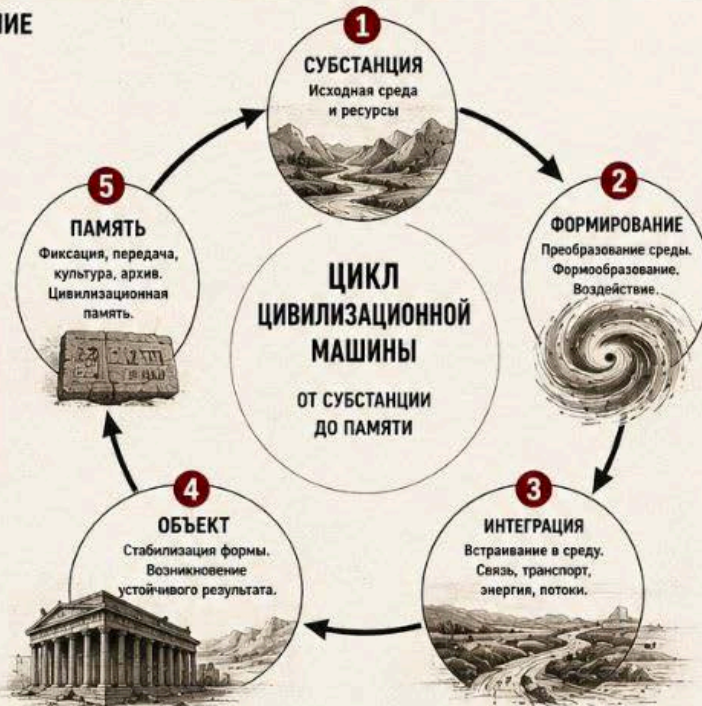 1
СУБСТАНЦИЯ
Исходная среда
и ресурсы
2
ФОРМИРОВАНИЕ
Преобразование среды.
Формообразование.
Воздействие.
3
ИНТЕГРАЦИЯ
Встраивание в среду.
Связь, транспорт,
энергия, потоки.
4
ОБЪЕКТ
Стабилизация формы.
Возникновение
устойчивого результата.
5
ПАМЯТЬ
Фиксация, передача,
культура, архив.
Цивилизационная
память.
ЦИКЛ
ЦИВИЛИЗАЦИОННОЙ
МАШИНЫ
ОТ СУБСТАНЦИИ
ДО ПАМЯТИ